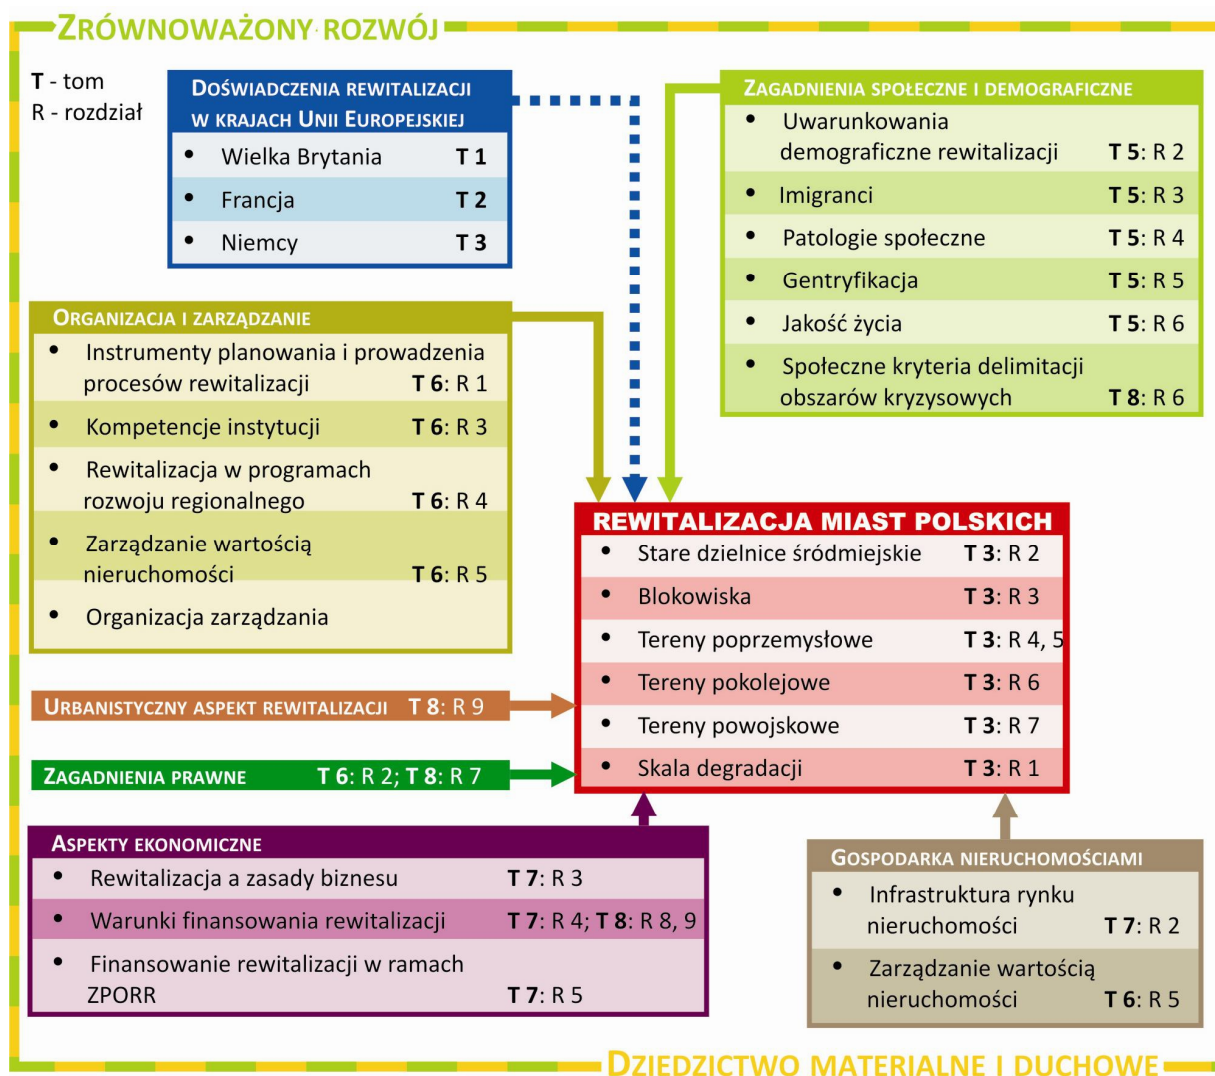 ZRÓWNOWAŻONY ROZWÓJ
T - tom
R - rozdział
DOŚWIADCZENIA REWITALIZACJI
W KRAJACH UNII EUROPEJSKIEJ
• Wielka Brytania T 1
• Francja T 2
• Niemcy T 3
ZAGADNIENIA SPOŁECZNE I DEMOGRAFICZNE
• Uwarunkowania
demograficzne rewitalizacji T 5: R 2
• Imigranci T 5: R 3
• Patologie społeczne T 5: R 4
• Gentryfikacja T 5: R 5
• Jakość życia T 5: R 6
• Społeczne kryteria delimitacji
obszarów kryzysowych T 8: R 6
ORGANIZACJA I ZARZĄDZANIE
• Instrumenty planowania i prowadzenia
procesów rewitalizacji T 6: R 1
• Kompetencje instytucji T 6: R 3
• Rewitalizacja w programach
rozwoju regionalnego T 6: R 4
• Zarządzanie wartością
nieruchomości T 6: R 5
• Organizacja zarządzania
REWITALIZACJA MIAST POLSKICH
• Stare dzielnice śródmiejskie T 3: R 2
• Blokowiska T 3: R 3
• Tereny poprzemysłowe T 3: R 4, 5
• Tereny pokolejowe T 3: R 6
• Tereny powojskowe T 3: R 7
• Skala degradacji T 3: R 1
URBANISTYCZNY ASPEKT REWITALIZACJI T 8: R 9
ZAGADNIENIA PRAWNE T 6: R 2; T 8: R 7
ASPEKTY EKONOMICZNE
• Rewitalizacja a zasady biznesu T 7: R 3
• Warunki finansowania rewitalizacji T 7: R 4; T 8: R 8, 9
• Finansowanie rewitalizacji w ramach
ZPORR T 7: R 5
GOSPODARKA NIERUCHOMOŚCIAMI
• Infrastruktura rynku
nieruchomości T 7: R 2
• Zarządzanie wartością
nieruchomości T 6: R 5
DZIEDZICTWO MATERIALNE I DUCHOWE